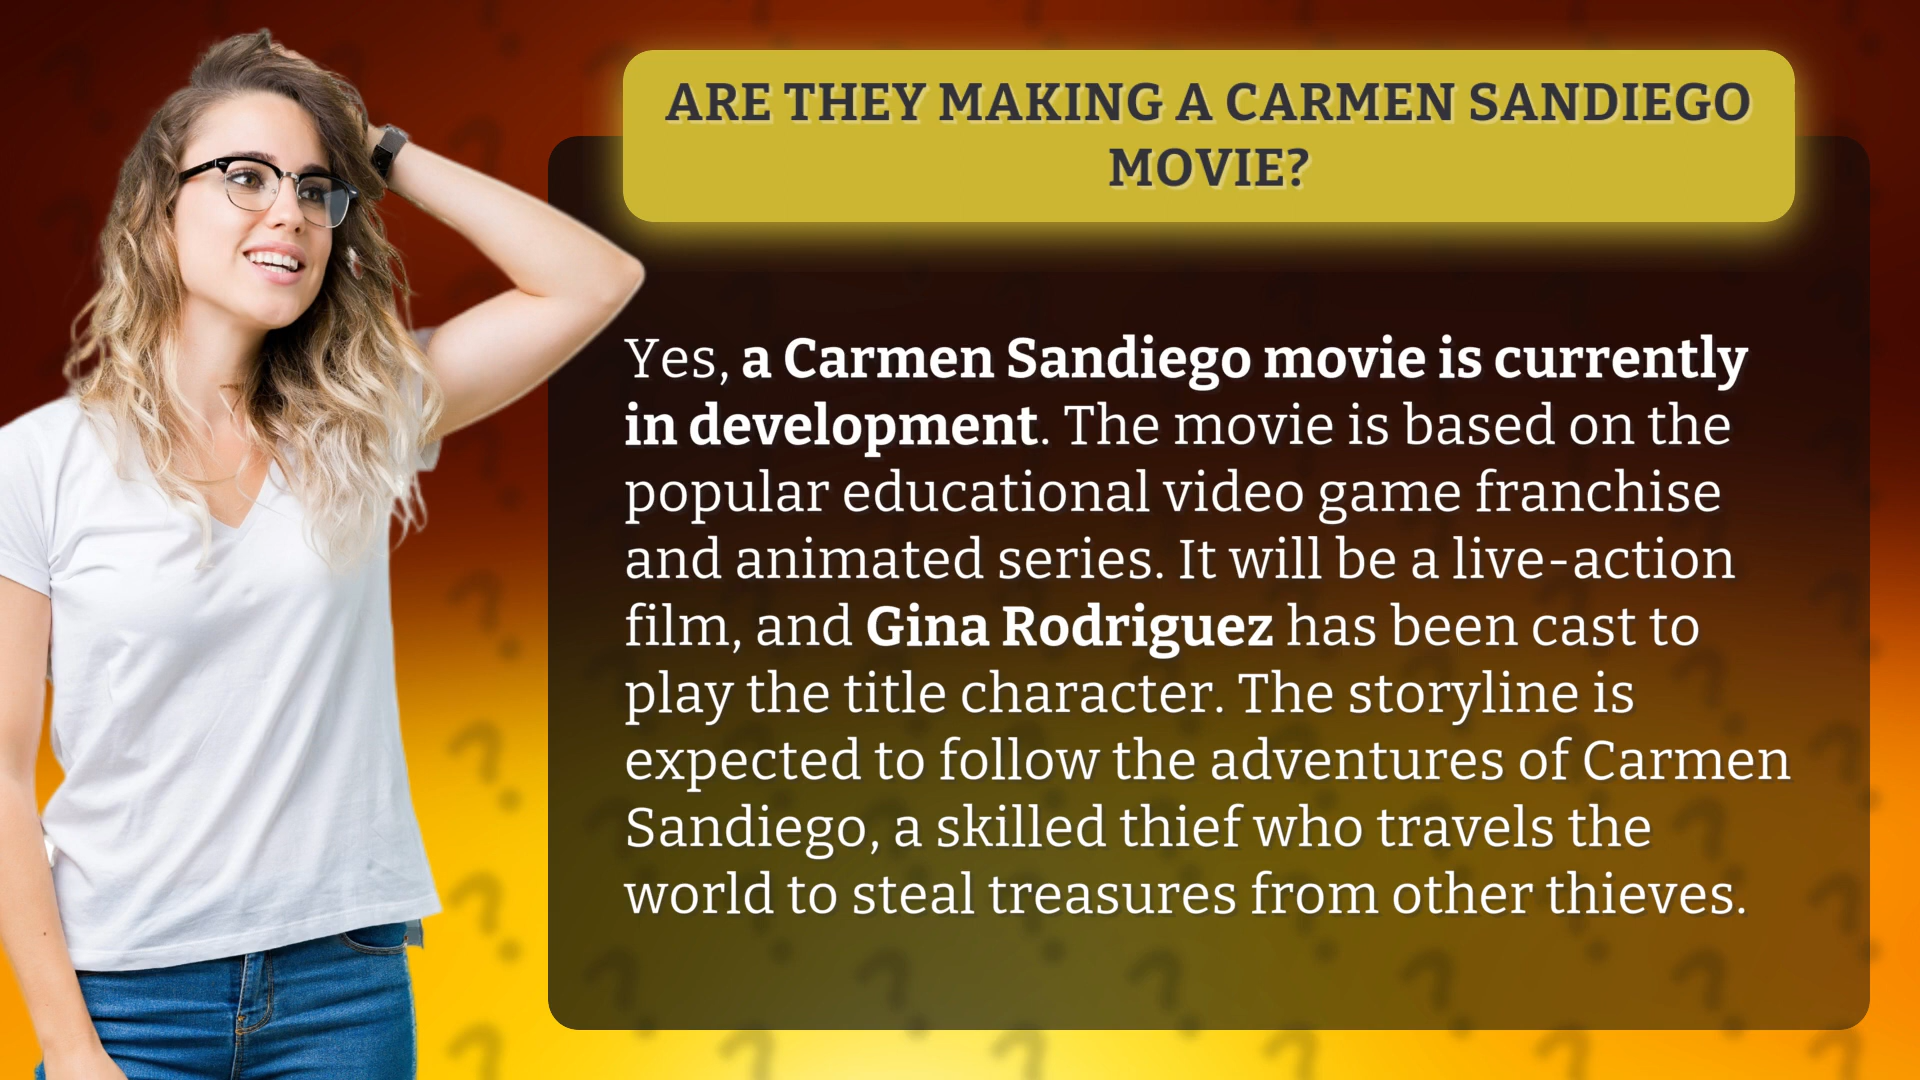 ARE THEY MAKING A CARMEN SANDIEGO
MOVIE?
Yes, a Carmen Sandiego movie is currently
in development. The movie is based on the
popular educational video game franchise
and animated series. It will be a live-action
film, and Gina Rodriguez has been cast to
play the title character. The storyline is
expected to follow the adventures of Carmen
Sandiego, a skilled thief who travels the
world to steal treasures from other thieves.